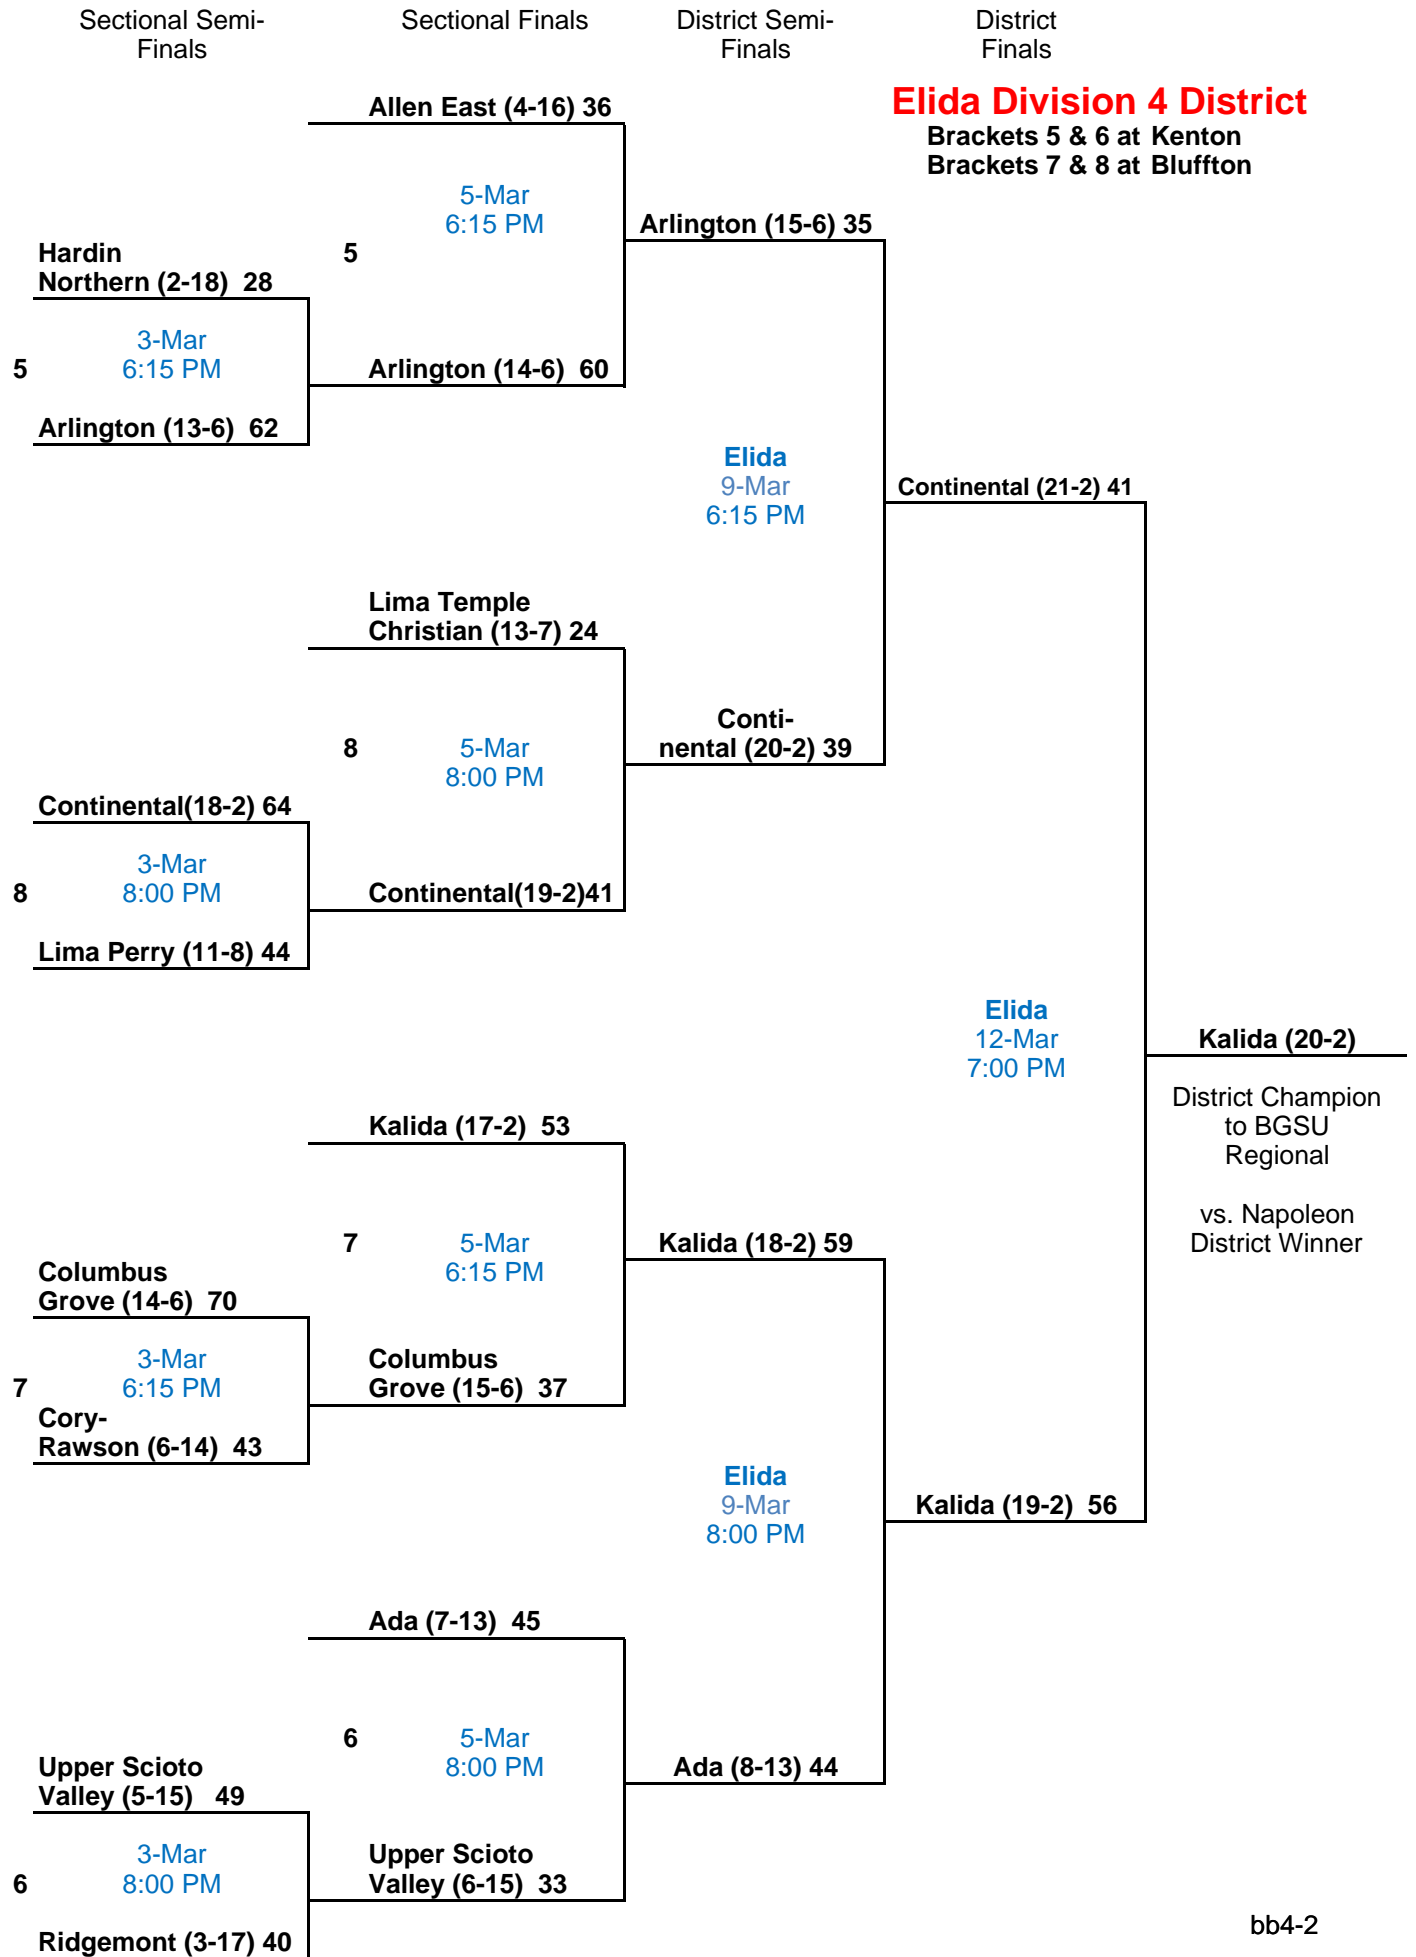 Sectional Semi-
Finals
Sectional Finals
District Semi-
Finals
District
Finals
Elida Division 4 District
Brackets 5 & 6 at Kenton
Brackets 7 & 8 at Bluffton
Allen East (4-16) 36
5-Mar
6:15 PM
Arlington (15-6) 35
Hardin
Northern (2-18) 28
5
3-Mar
6:15 PM
5
Arlington (14-6) 60
Arlington (13-6) 62
Elida
9-Mar
6:15 PM
Continental (21-2) 41
Lima Temple
Christian (13-7) 24
8
5-Mar
8:00 PM
Conti-
nental (20-2) 39
Continental(18-2) 64
3-Mar
8:00 PM
8
Continental(19-2)41
Lima Perry (11-8) 44
Elida
12-Mar
7:00 PM
Kalida (20-2)
District Champion
to BGSU
Regional
vs. Napoleon
District Winner
Kalida (17-2) 53
7
5-Mar
6:15 PM
Kalida (18-2) 59
Columbus
Grove (14-6) 70
3-Mar
6:15 PM
7
Columbus
Grove (15-6) 37
Cory-
Rawson (6-14) 43
Elida
9-Mar
8:00 PM
Kalida (19-2) 56
Ada (7-13) 45
6
5-Mar
8:00 PM
Ada (8-13) 44
Upper Scioto
Valley (5-15) 49
3-Mar
8:00 PM
6
Upper Scioto
Valley (6-15) 33
Ridgemont (3-17) 40
bb4-2